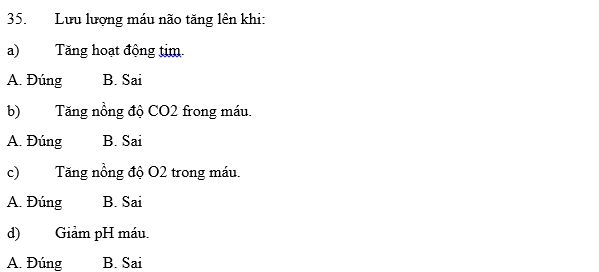 35. Lưu lượng máu não tăng lên khi:
a) Tăng hoạt động tim.
A. Đúng B. Sai
b) Tăng nồng độ CO2 frong máu.
A. Đúng B. Sai
c) Tăng nồng độ O2 trong máu.
A. Đúng B. Sai
d) Giảm pH máu.
A. Đúng B. Sai